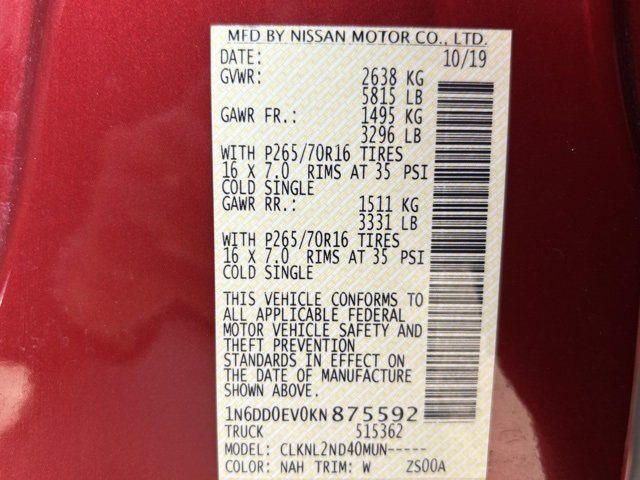 MFD BY NISSAN MOTOR CO., LTD.
DATE: 10/19
GVWR: 2638 KG
5815 LB
GAWR FR.: 1495 KG
3296 LB
WITH P265/70R16 TIRES
16 X 7.0 RIMS AT 35 PSI
COLD SINGLE
GAWR RR.: 1511 KG
3331 LB
WITH P265/70R16 TIRES
16 X 7.0 RIMS AT 35 PSI
COLD SINGLE
THIS VEHICLE CONFORMS TO
ALL APPLICABLE FEDERAL
MOTOR VEHICLE SAFETY AND
THEFT PREVENTION
STANDARDS IN EFFECT ON
THE DATE OF MANUFACTURE
SHOWN ABOVE.
1N6DD0EV0KN875592
TRUCK 515362
MODEL: CLKNL2ND40MUN-----
COLOR: NAH TRIM: W ZS00A